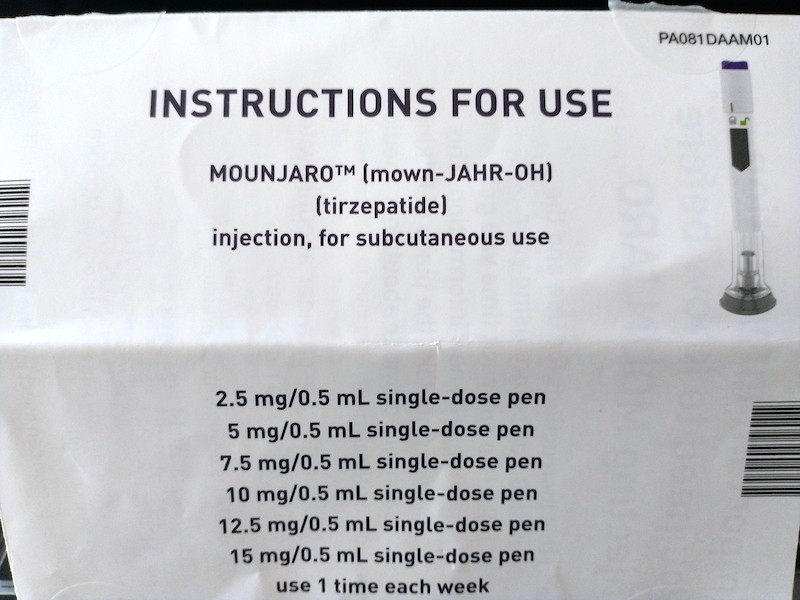 PA081DAAM01
INSTRUCTIONS FOR USE
MOUNJARO™ (mown-JAHR-OH)
(tirzepatide)
injection, for subcutaneous use
2.5 mg/0.5 mL single-dose pen
5 mg/0.5 mL single-dose pen
7.5 mg/0.5 mL single-dose pen
10 mg/0.5 mL single-dose pen
12.5 mg/0.5 mL single-dose pen
15 mg/0.5 mL single-dose pen
use 1 time each week